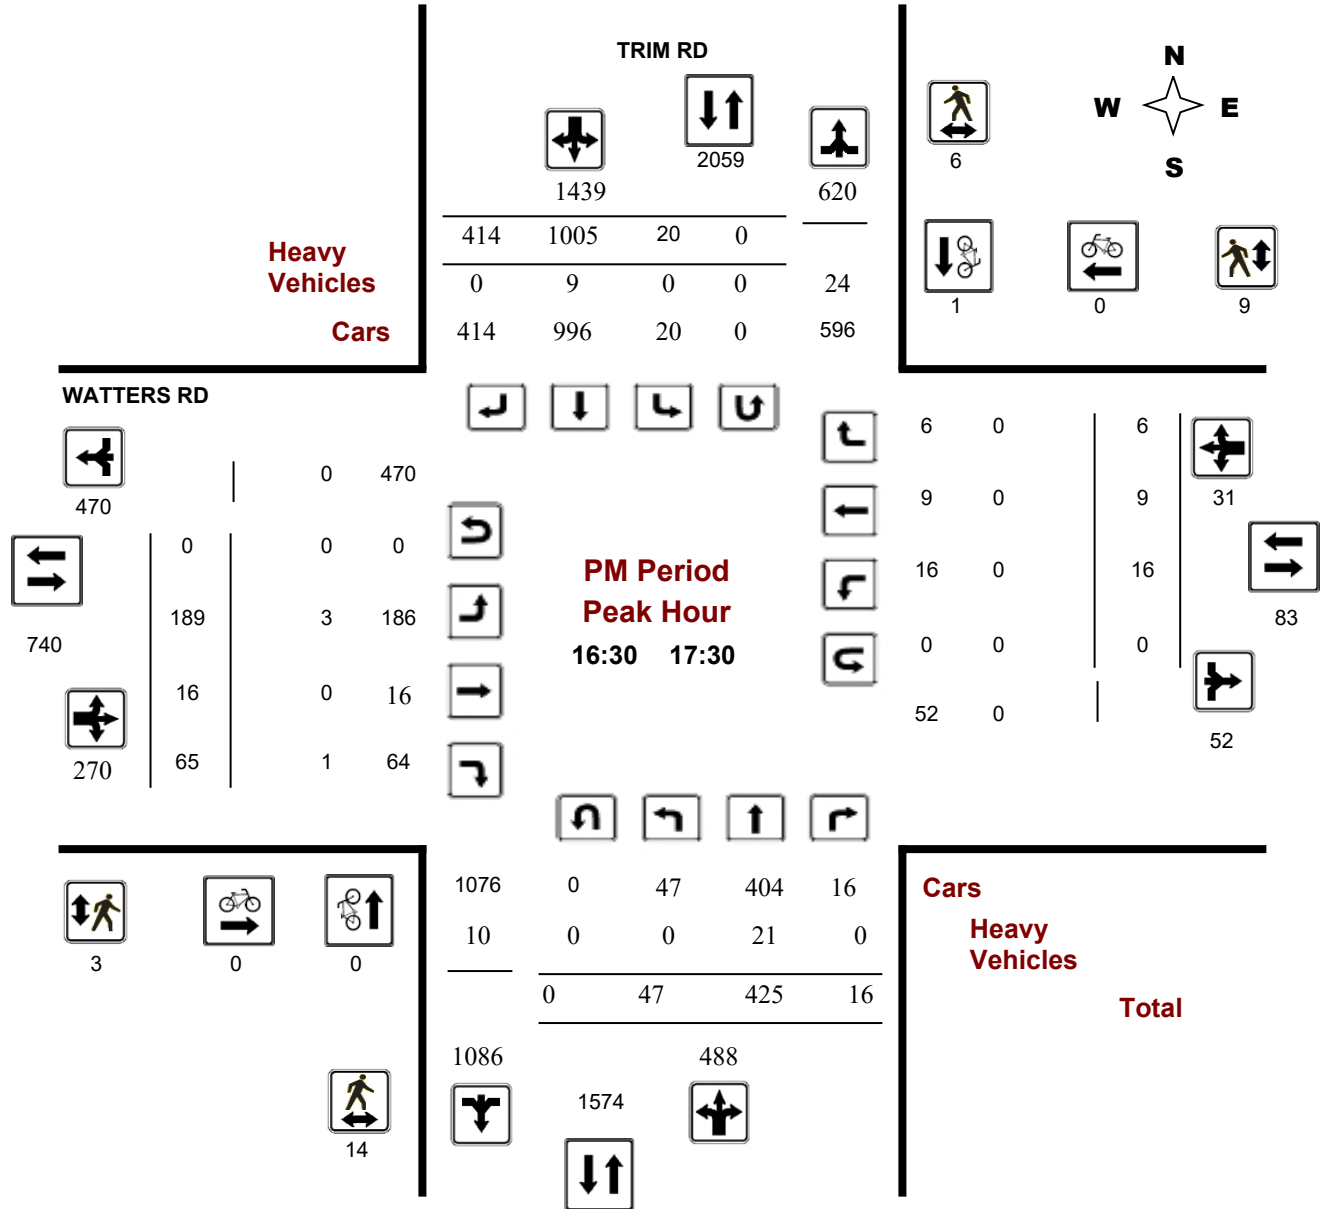 TRIM RD
N
W E
S
2059
6
1439 620
414 1005 20 0
Heavy
Vehicles
0 9 0 0 24
1 0 9
Cars
414 996 20 0 596
WATTERS RD
6 0 6
0 470
470
9 0 9 31
0 0 0
PM Period
16 0 16
Peak Hour
189 3 186 83
740
16:30 17:30
0 0 0
16 0 16
52 0
52
270 65 1 64
1076 0 47 404 16
Cars
10 0 0 21 0
Heavy
Vehicles
3 0 0
0 47 425 16
Total
1086 488
1574
14